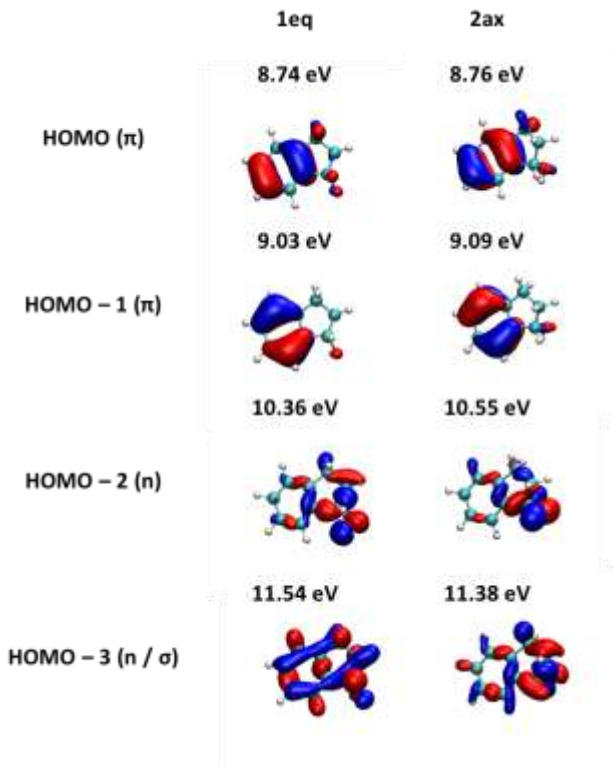 1eq 2ax
8.74 eV 8.76 eV
HOMO (π)
9.03 eV 9.09 eV
HOMO – 1 (π)
10.36 eV 10.55 eV
HOMO – 2 (n)
11.54 eV 11.38 eV
HOMO – 3 (n / σ)